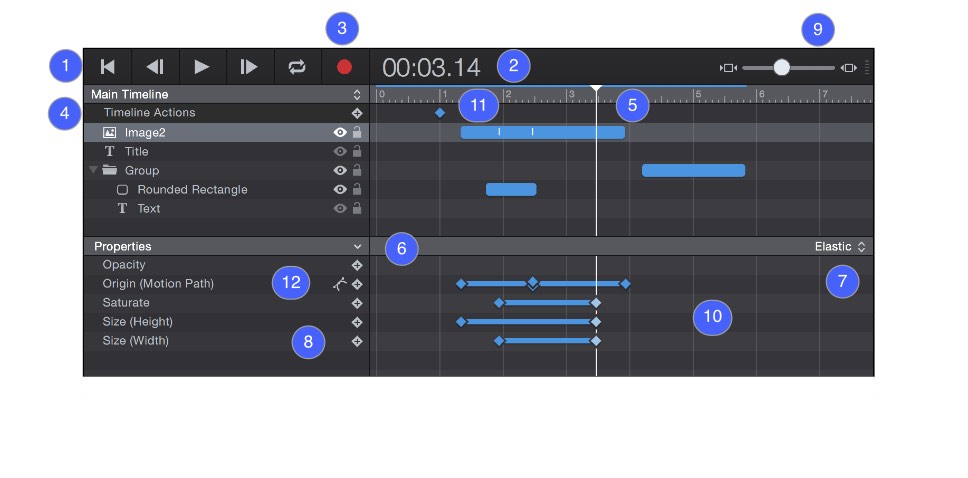 3
9
1
00:03.14
2
Main Timeline
0
1
2
3
5
6
7
4
Timeline Actions
11
5
Image2
T Title
Group
Rounded Rectangle
T Text
Properties
6
Elastic
Opacity
Origin (Motion Path)
12
7
Saturate
Size (Height)
10
Size (Width)
8